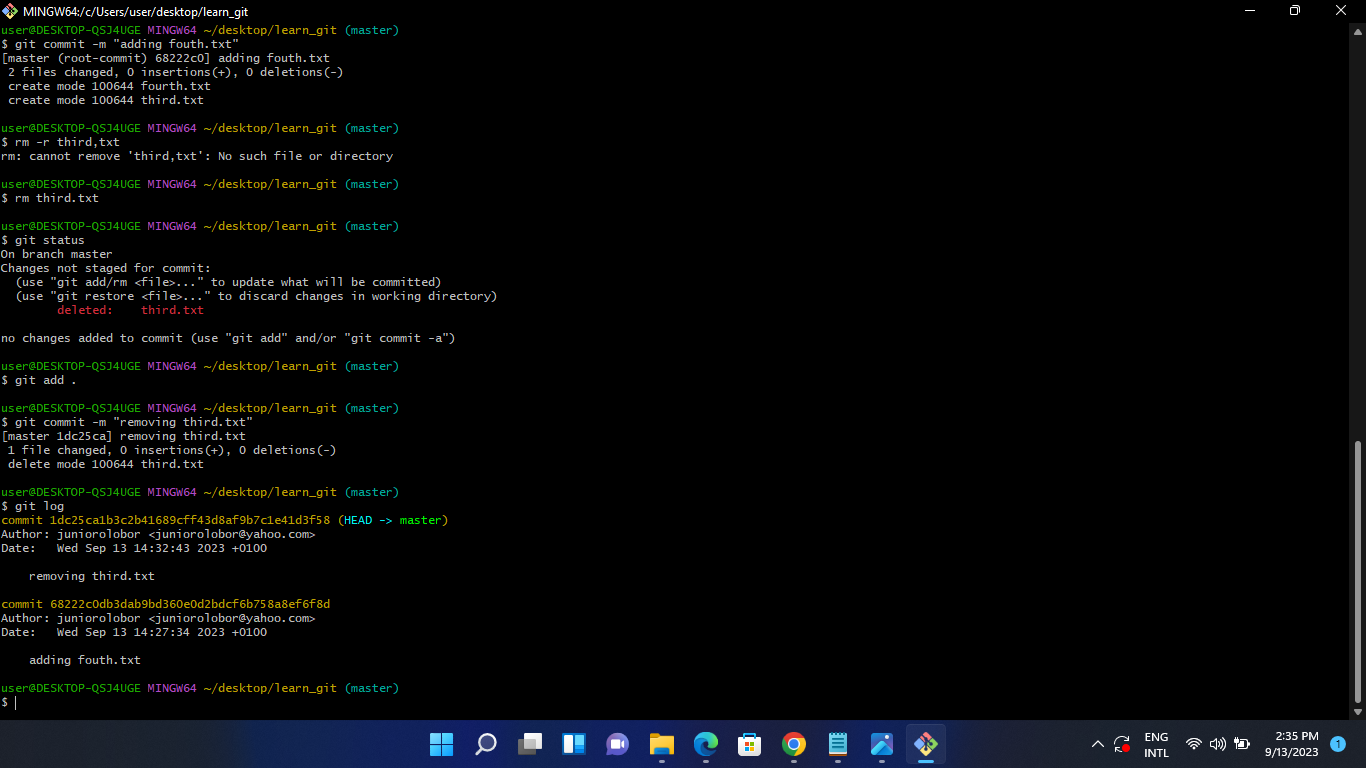 MINGW64:/c/Users/user/desktop/learn_git
user@DESKTOP-QSJ4UGE MINGW64 ~/desktop/learn_git (master)
$ git commit -m "adding fouth.txt"
[master (root-commit) 68222c0] adding fouth.txt
 2 files changed, 0 insertions(+), 0 deletions(-)
 create mode 100644 fourth.txt
 create mode 100644 third.txt

user@DESKTOP-QSJ4UGE MINGW64 ~/desktop/learn_git (master)
$ rm -r third,txt
rm: cannot remove 'third,txt': No such file or directory

user@DESKTOP-QSJ4UGE MINGW64 ~/desktop/learn_git (master)
$ rm third.txt

user@DESKTOP-QSJ4UGE MINGW64 ~/desktop/learn_git (master)
$ git status
On branch master
Changes not staged for commit:
  (use "git add/rm <file>..." to update what will be committed)
  (use "git restore <file>..." to discard changes in working directory)
        deleted:    third.txt

no changes added to commit (use "git add" and/or "git commit -a")

user@DESKTOP-QSJ4UGE MINGW64 ~/desktop/learn_git (master)
$ git add .

user@DESKTOP-QSJ4UGE MINGW64 ~/desktop/learn_git (master)
$ git commit -m "removing third.txt"
[master 1dc25ca] removing third.txt
 1 file changed, 0 insertions(+), 0 deletions(-)
 delete mode 100644 third.txt

user@DESKTOP-QSJ4UGE MINGW64 ~/desktop/learn_git (master)
$ git log
commit 1dc25ca1b3c2b41689cff43d8af9b7c1e41d3f58 (HEAD -> master)
Author: juniorolobor <juniorolobor@yahoo.com>
Date:   Wed Sep 13 14:32:43 2023 +0100

    removing third.txt

commit 68222c0db3dab9bd360e0d2bdcf6b758a8ef6f8d
Author: juniorolobor <juniorolobor@yahoo.com>
Date:   Wed Sep 13 14:27:34 2023 +0100

    adding fouth.txt

user@DESKTOP-QSJ4UGE MINGW64 ~/desktop/learn_git (master)
$
ENG
INTL
2:35 PM
9/13/2023
1